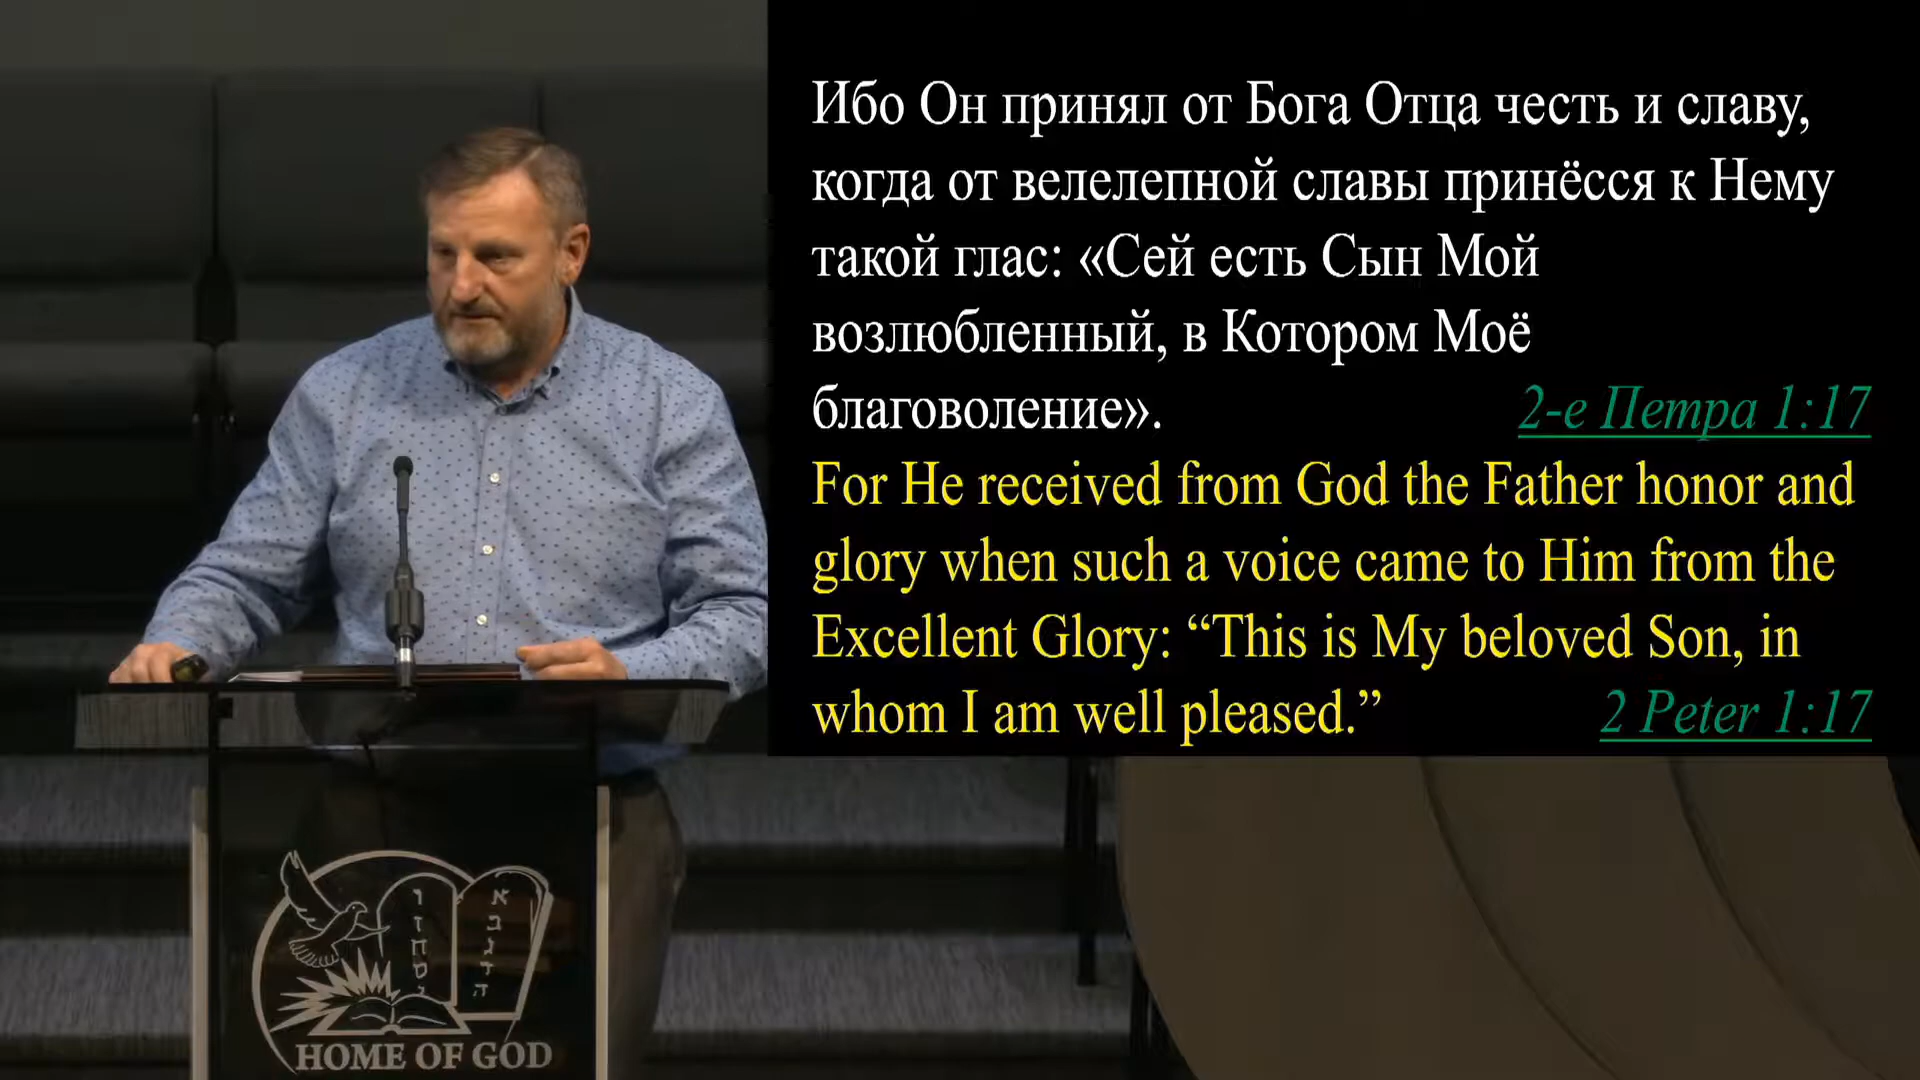 Ибо Он принял от Бога Отца честь и славу,
когда от велелепной славы принёсся к Нему
такой глас: «Сей есть Сын Мой
возлюбленный, в Котором Моё
благоволение». 2-е Петра 1:17
For He received from God the Father honor and
glory when such a voice came to Him from the
Excellent Glory: “This is My beloved Son, in
whom I am well pleased.” 2 Peter 1:17
HOME OF GOD